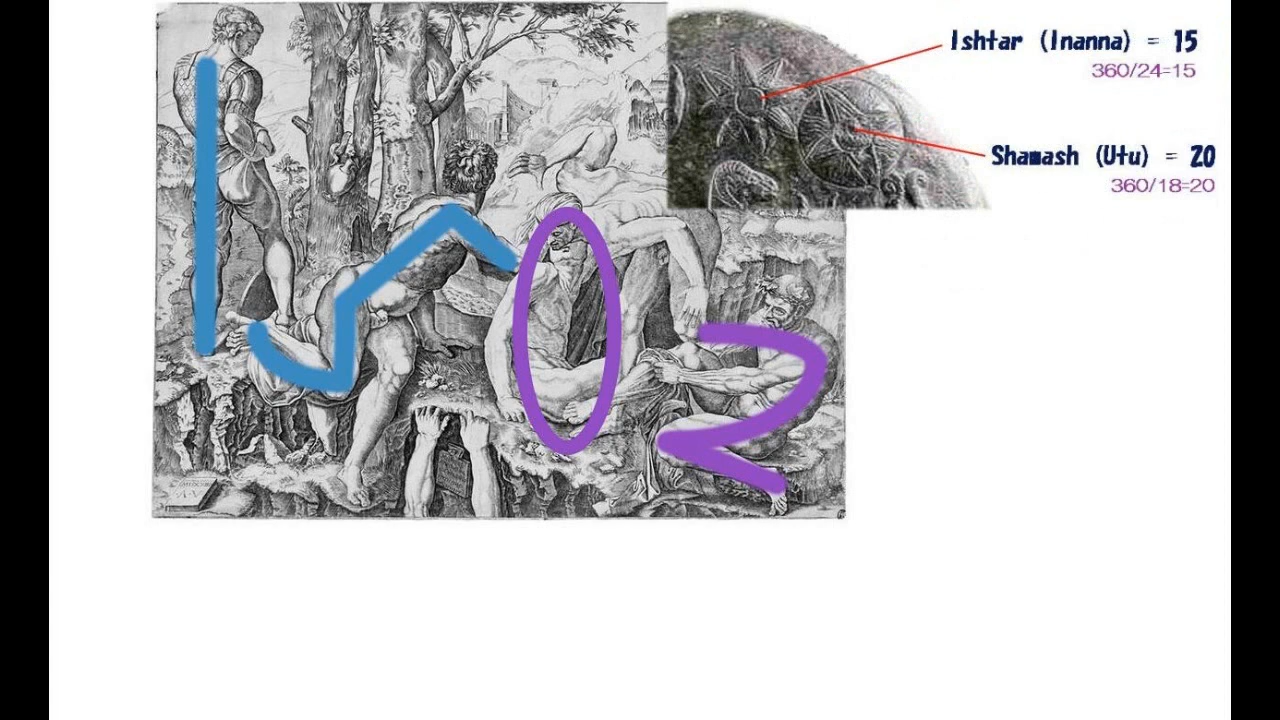 Ishtar (Inanna) = 15
360/24=15
Shamash (Utu) = 20
360/18=20